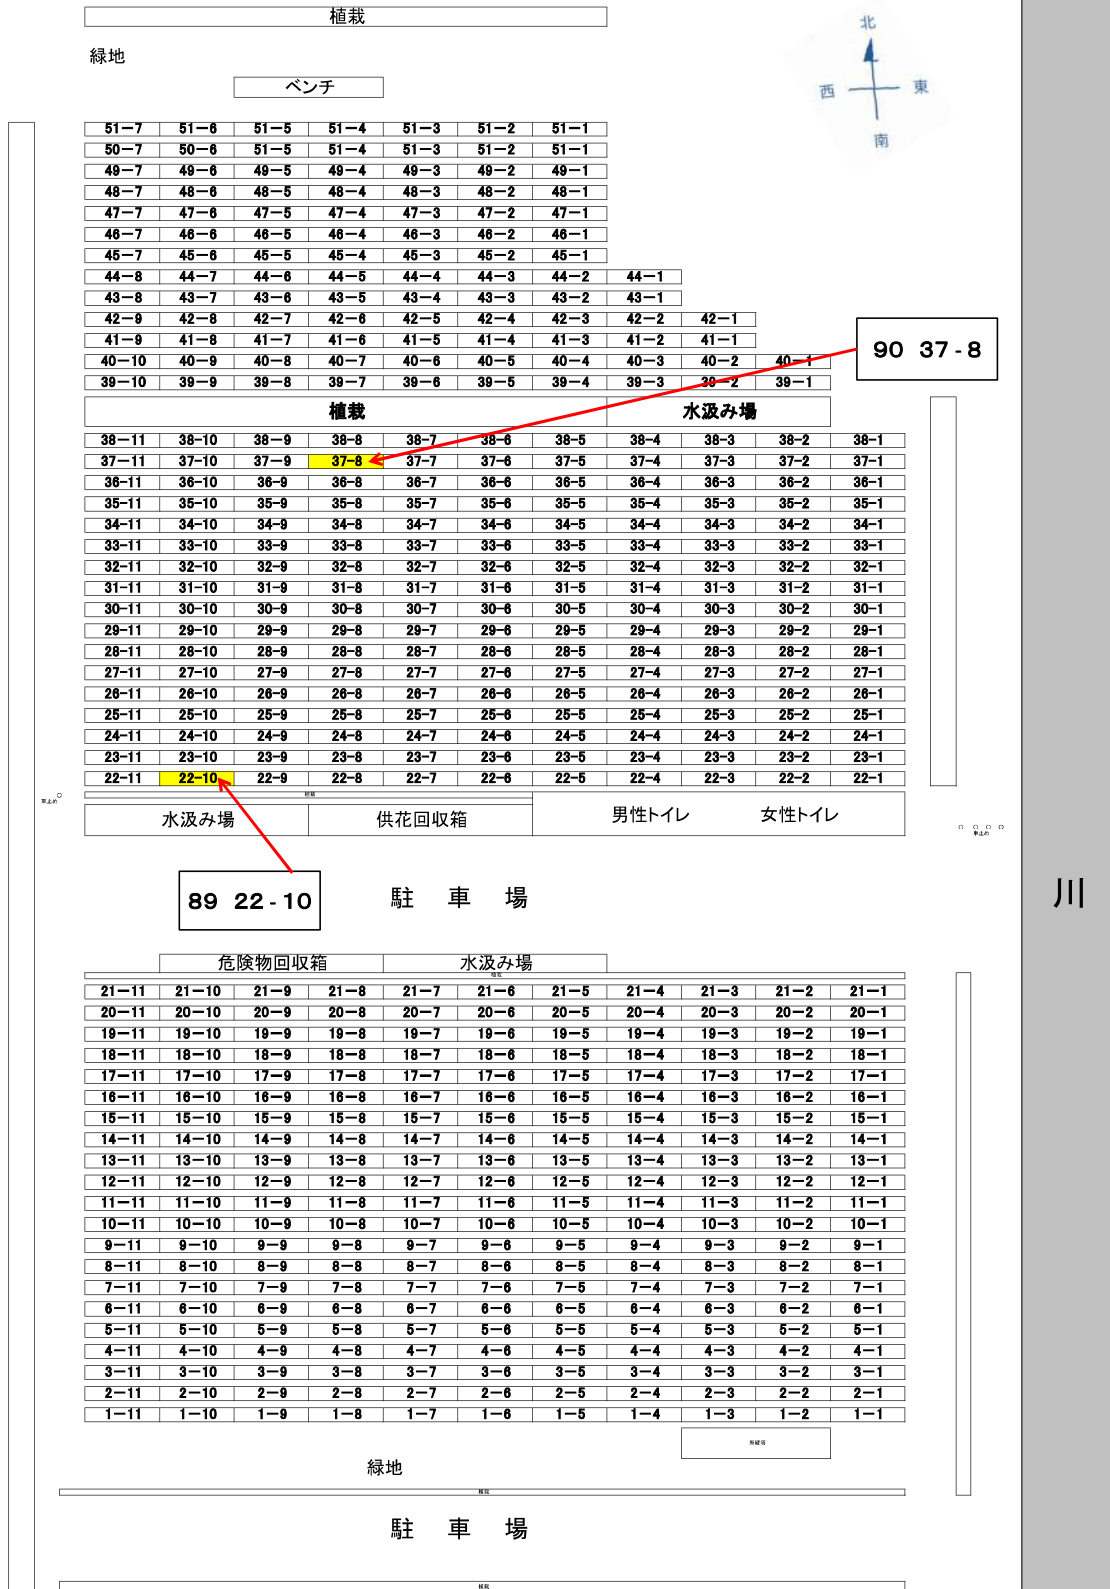 植栽
北
緑地
西 東
ベンチ
南
51－7 51－6 51－5 51－4 51－3 51－2 51－1
50－7 50－6 51－5 51－4 51－3 51－2 51－1
49－7 49－6 49－5 49－4 49－3 49－2 49－1
48－7 48－6 48－5 48－4 48－3 48－2 48－1
47－7 47－6 47－5 47－4 47－3 47－2 47－1
46－7 46－6 46－5 46－4 46－3 46－2 46－1
45－7 45－6 45－5 45－4 45－3 45－2 45－1
44－8 44－7 44－6 44－5 44－4 44－3 44－2 44－1
43－8 43－7 43－6 43－5 43－4 43－3 43－2 43－1
42－9 42－8 42－7 42－6 42－5 42－4 42－3 42－2 42－1
41－9 41－8 41－7 41－6 41－5 41－4 41－3 41－2 41－1
90 37-8
40－10 40－9 40－8 40－7 40－6 40－5 40－4 40－3 40－2 40－1
39－10 39－9 39－8 39－7 39－6 39－5 39－4 39－3 39－2 39－1
植栽 水汲み場
38－11 38－10 38－9 38-8 38-7 38-6 38-5 38-4 38-3 38-2 38-1
37－11 37-10 37－9 37-8 37-7 37-6 37-5 37-4 37-3 37-2 37-1
36-11 36-10 36-9 36-8 36-7 36-6 36-5 36-4 36-3 36-2 36-1
35-11 35-10 35-9 35-8 35-7 35-6 35-5 35-4 35-3 35-2 35-1
34-11 34-10 34-9 34-8 34-7 34-6 34-5 34-4 34-3 34-2 34-1
33-11 33-10 33-9 33-8 33-7 33-6 33-5 33-4 33-3 33-2 33-1
32-11 32-10 32-9 32-8 32-7 32-6 32-5 32-4 32-3 32-2 32-1
31-11 31-10 31-9 31-8 31-7 31-6 31-5 31-4 31-3 31-2 31-1
30-11 30-10 30-9 30-8 30-7 30-6 30-5 30-4 30-3 30-2 30-1
29-11 29-10 29-9 29-8 29-7 29-6 29-5 29-4 29-3 29-2 29-1
28-11 28-10 28-9 28-8 28-7 28-6 28-5 28-4 28-3 28-2 28-1
27-11 27-10 27-9 27-8 27-7 27-6 27-5 27-4 27-3 27-2 27-1
26-11 26-10 26-9 26-8 26-7 26-6 26-5 26-4 26-3 26-2 26-1
25-11 25-10 25-9 25-8 25-7 25-6 25-5 25-4 25-3 25-2 25-1
24-11 24-10 24-9 24-8 24-7 24-6 24-5 24-4 24-3 24-2 24-1
23-11 23-10 23-9 23-8 23-7 23-6 23-5 23-4 23-3 23-2 23-1
22-11 22-10 22-9 22-8 22-7 22-6 22-5 22-4 22-3 22-2 22-1
植栽
車止め
水汲み場 供花回収箱 男性トイレ 女性トイレ
車止め
89 22-10
駐 車 場
川
危険物回収箱 水汲み場
植栽
21－11 21－10 21－9 21－8 21－7 21－6 21－5 21－4 21－3 21－2 21－1
20－11 20－10 20－9 20－8 20－7 20－6 20－5 20－4 20－3 20－2 20－1
19－11 19－10 19－9 19－8 19－7 19－6 19－5 19－4 19－3 19－2 19－1
18－11 18－10 18－9 18－8 18－7 18－6 18－5 18－4 18－3 18－2 18－1
17－11 17－10 17－9 17－8 17－7 17－6 17－5 17－4 17－3 17－2 17－1
16－11 16－10 16－9 16－8 16－7 16－6 16－5 16－4 16－3 16－2 16－1
15－11 15－10 15－9 15－8 15－7 15－6 15－5 15－4 15－3 15－2 15－1
14－11 14－10 14－9 14－8 14－7 14－6 14－5 14－4 14－3 14－2 14－1
13－11 13－10 13－9 13－8 13－7 13－6 13－5 13－4 13－3 13－2 13－1
12－11 12－10 12－9 12－8 12－7 12－6 12－5 12－4 12－3 12－2 12－1
11－11 11－10 11－9 11－8 11－7 11－6 11－5 11－4 11－3 11－2 11－1
10－11 10－10 10－9 10－8 10－7 10－6 10－5 10－4 10－3 10－2 10－1
9－11 9－10 9－9 9－8 9－7 9－6 9－5 9－4 9－3 9－2 9－1
8－11 8－10 8－9 8－8 8－7 8－6 8－5 8－4 8－3 8－2 8－1
7－11 7－10 7－9 7－8 7－7 7－6 7－5 7－4 7－3 7－2 7－1
6－11 6－10 6－9 6－8 6－7 6－6 6－5 6－4 6－3 6－2 6－1
5－11 5－10 5－9 5－8 5－7 5－6 5－5 5－4 5－3 5－2 5－1
4－11 4－10 4－9 4－8 4－7 4－6 4－5 4－4 4－3 4－2 4－1
3－11 3－10 3－9 3－8 3－7 3－6 3－5 3－4 3－3 3－2 3－1
2－11 2－10 2－9 2－8 2－7 2－6 2－5 2－4 2－3 2－2 2－1
1－11 1－10 1－9 1－8 1－7 1－6 1－5 1－4 1－3 1－2 1－1
緑地
植栽
駐 車 場
植栽